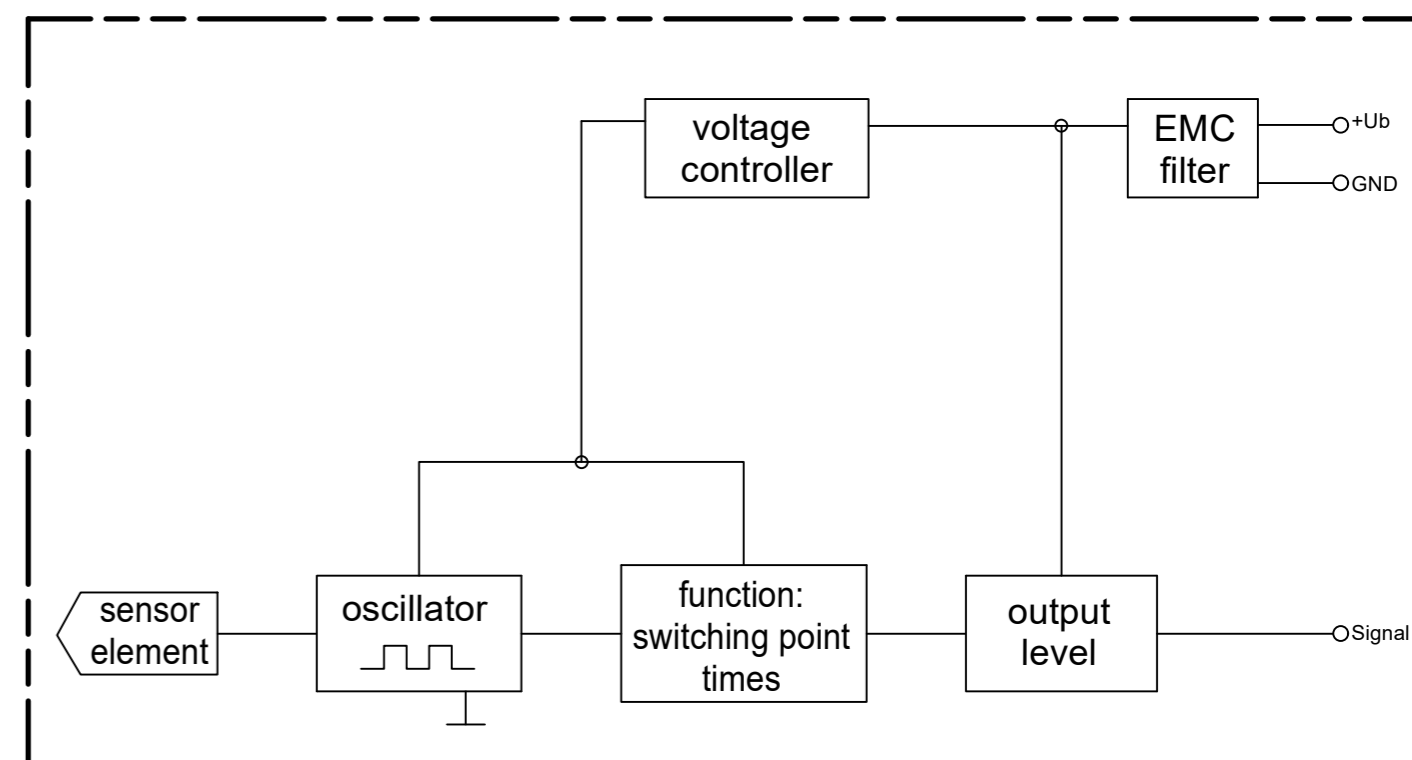 voltage
controller
EMC
filter
+Ub
GND
sensor
element
oscillator
function:
switching point
times
output
level
Signal